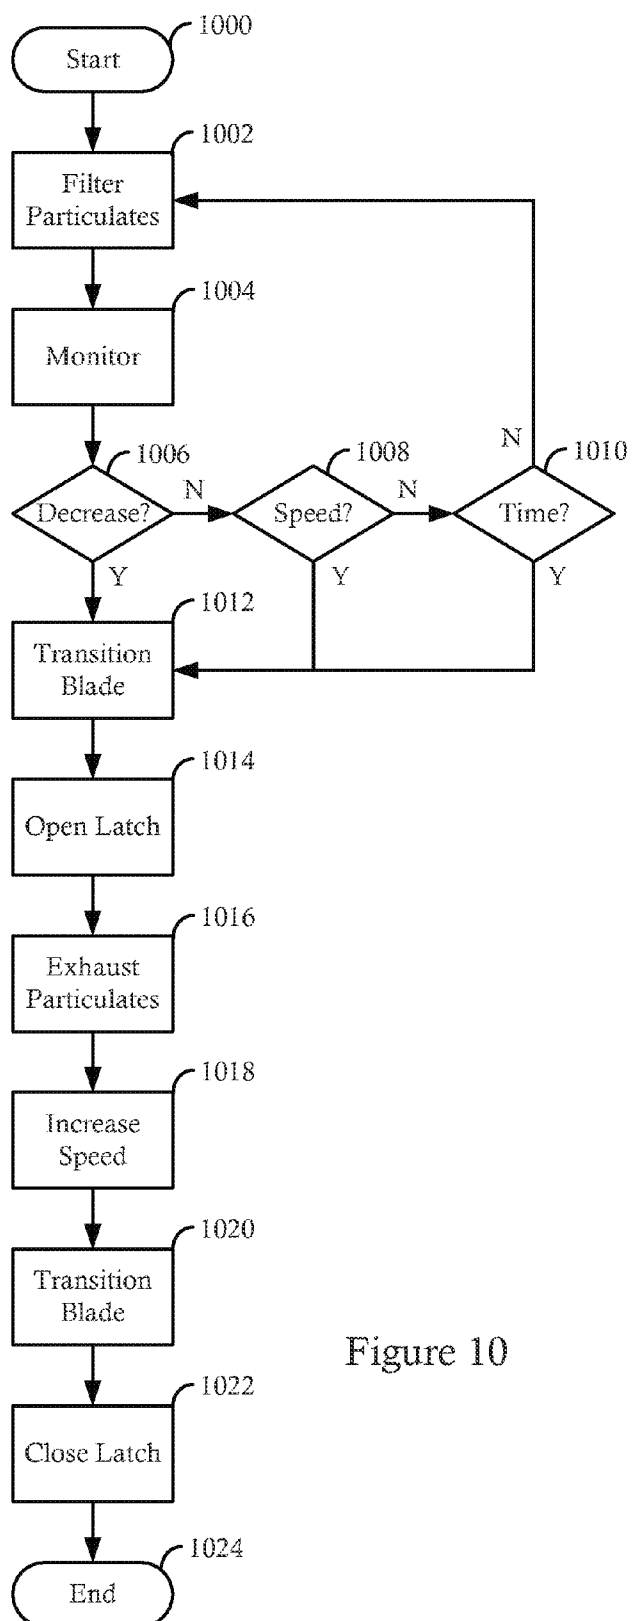 1000
Start
1002
Filter
Particulates
1004
Monitor
1006
Decrease?
N
1008
Speed?
N
1010
Time?
N
Y
Y
Y
1012
Transition
Blade
1014
Open Latch
1016
Exhaust
Particulates
1018
Increase
Speed
1020
Transition
Blade
Figure 10
1022
Close Latch
1024
End